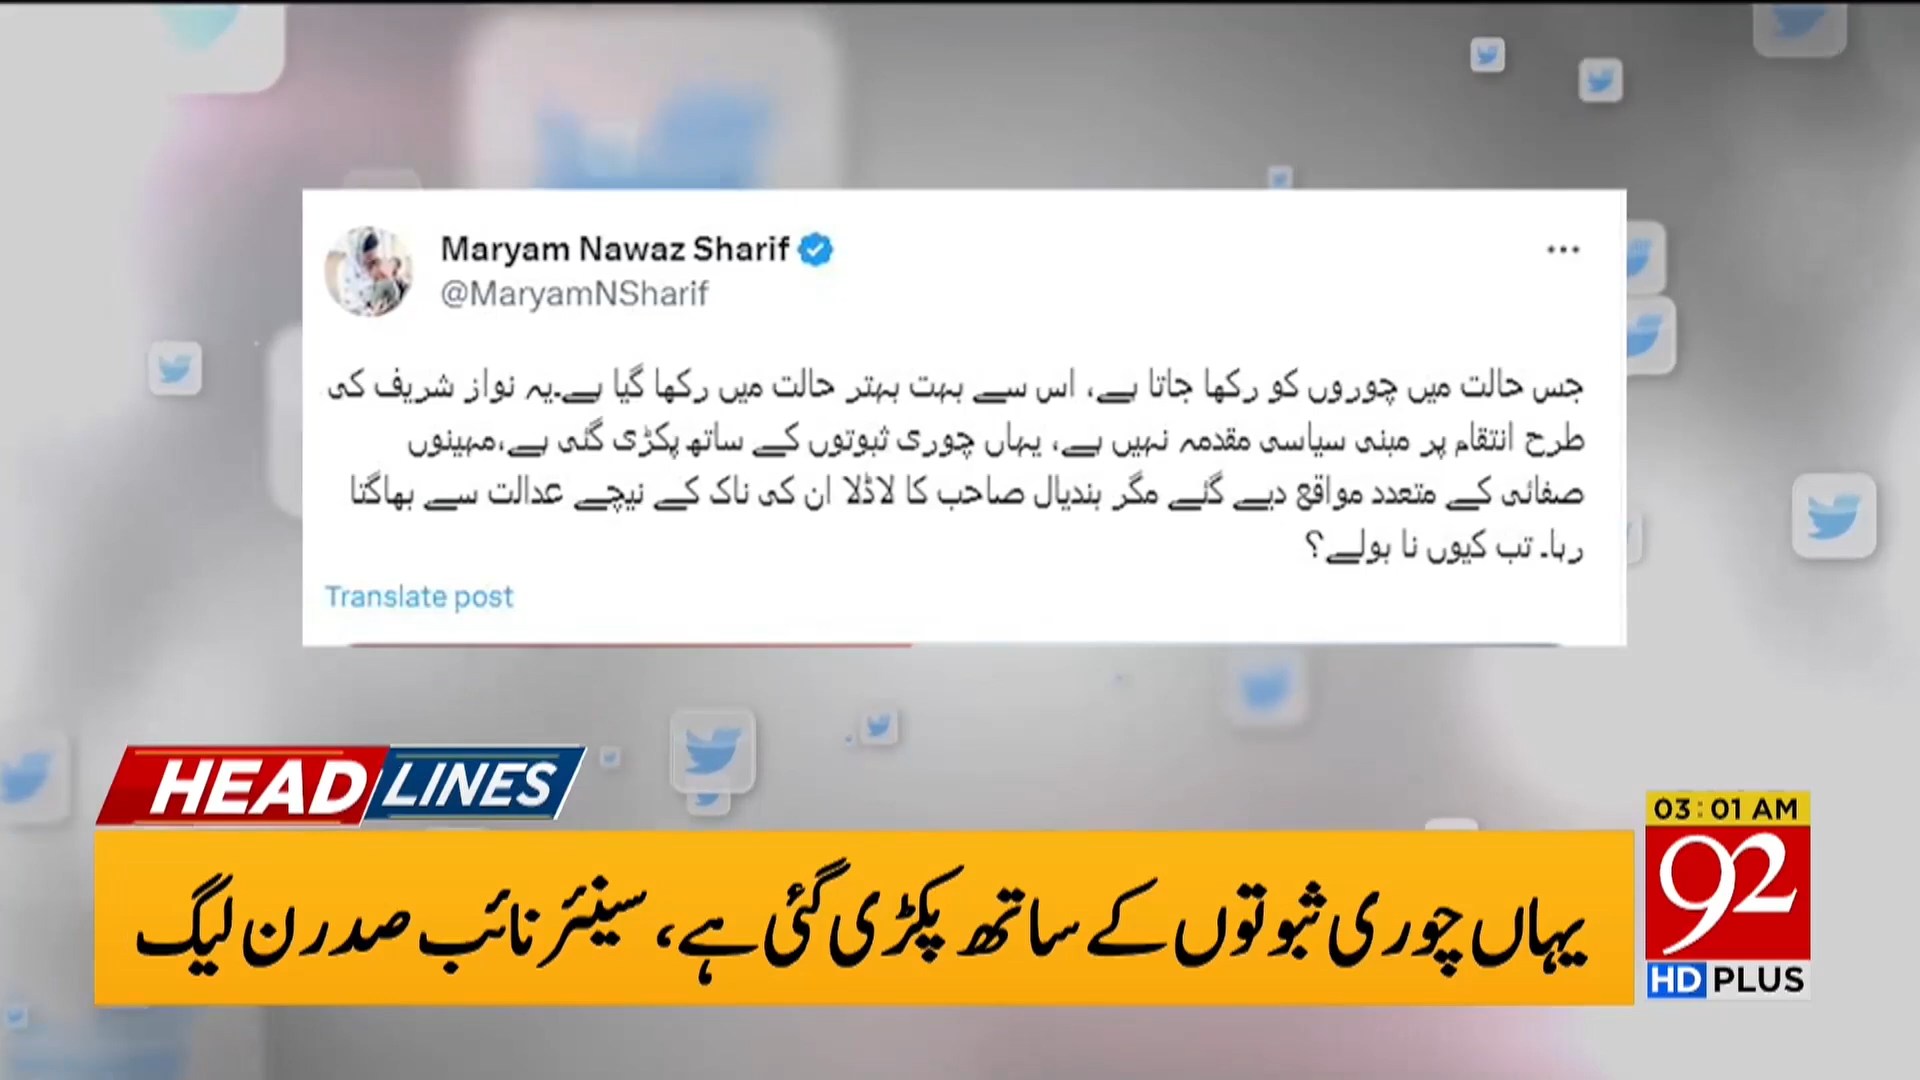 Maryam Nawaz Sharif
@MaryamNSharif
جس حالت میں چوروں کو رکھا جاتا ہے، اس سے بہت بہتر حالت میں رکھا گیا ہے۔یہ نواز شریف کی
طرح انتقام پر مبنی سیاسی مقدمہ نہیں ہے، یہاں چوری ثبوتوں کے ساتھ پکڑی گئی ہے،مہینوں
صفائی کے متعدد مواقع دیے گئے مگر بندیال صاحب کا لاڈلا ان کی ناک کے نیچے عدالت سے بھاگتا
رہا۔ تب کیوں نا بولے؟
Translate post
HEADLINES
03:01 AM
یہاں چوری ثبوتوں کے ساتھ پکڑی گئی ہے، سینئر نائب صدر ن لیگ
92
HD PLUS